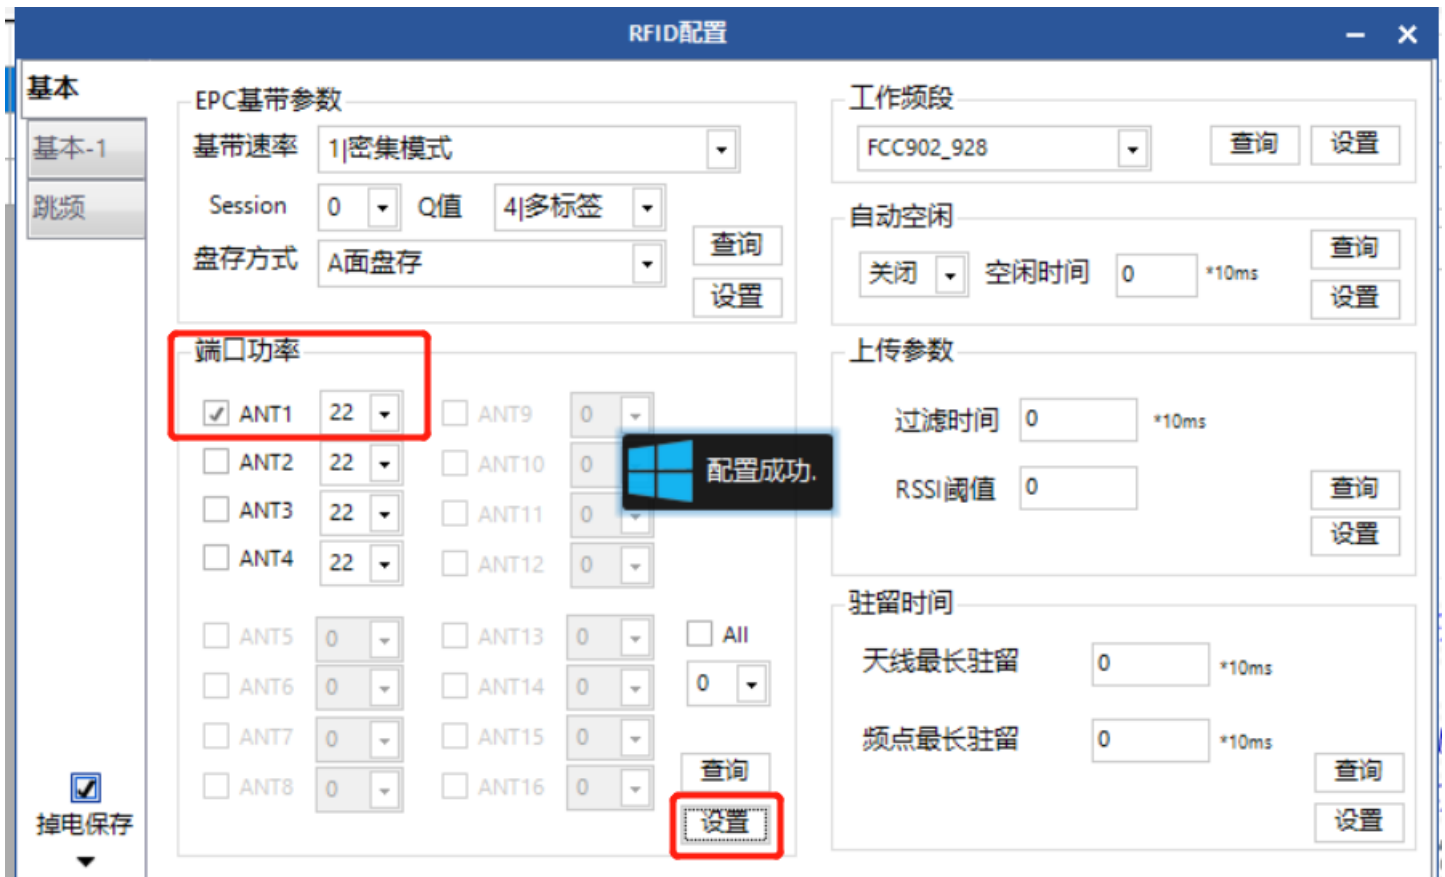 RFID配置
基本
基本-1
跳频
掉电保存
EPC基带参数
基带速率 1|密集模式
Session 0 Q值 4|多标签
盘存方式 A面盘存
查询
设置
端口功率
ANT1 22 ANT9 0
ANT2 22 ANT10 0
ANT3 22 ANT11 0
ANT4 22 ANT12 0
ANT5 0 ANT13 0 All
ANT6 0 ANT14 0 0
ANT7 0 ANT15 0
ANT8 0 ANT16 0
查询
设置
配置成功.
工作频段
FCC902_928 查询 设置
自动空闲
关闭 空闲时间 0 *10ms
查询
设置
上传参数
过滤时间 0 *10ms
RSSI阈值 0
查询
设置
驻留时间
天线最长驻留 0 *10ms
频点最长驻留 0 *10ms
查询
设置